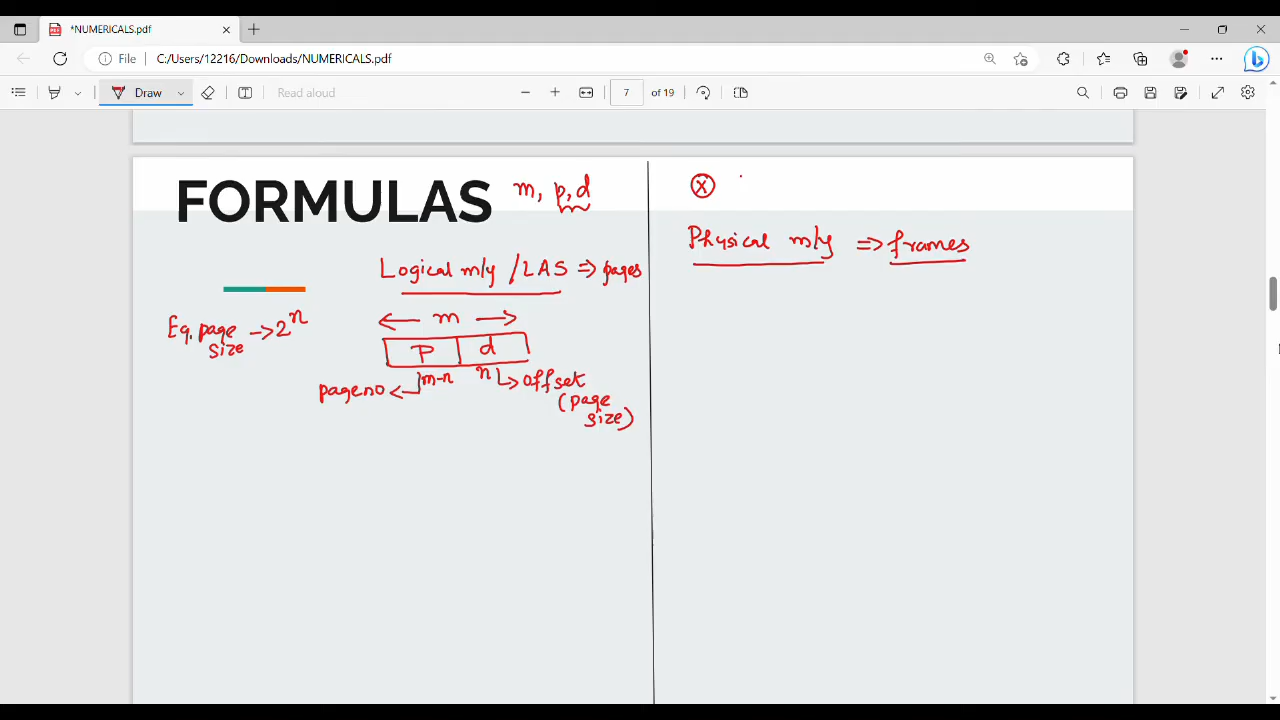 *NUMERICALS.pdf
File C:/Users/12216/Downloads/NUMERICALS.pdf
Draw Read aloud 7 of 19
FORMULAS m, p, d
Logical m/y /LAS => pages
Eg. page size -> 2^n
<- m ->
p d
m-n n
page no <-
-> offset
(page
size)
X
Physical m/y => frames